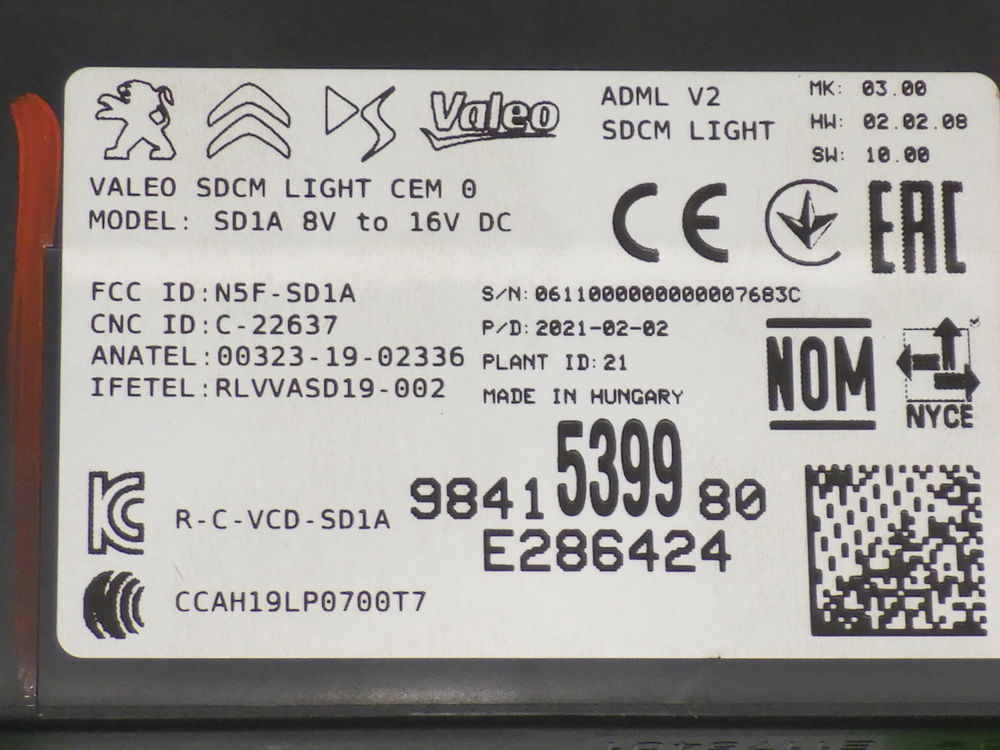 Valeo
ADML V2
SDCM LIGHT
MK: 03.00
HW: 02.02.08
SW: 10.00
VALEO SDCM LIGHT CEM 0
MODEL: SD1A 8V to 16V DC
CE
EAC
FCC ID:N5F-SD1A
CNC ID:C-22637
ANATEL:00323-19-02336
IFETEL:RLVVASD19-002
S/N:0611000000000007683C
P/D:2021-02-02
PLANT ID:21
MADE IN HUNGARY
NOM
NYCE
R-C-VCD-SD1A
9841539980
E286424
CCAH19LP0700T7